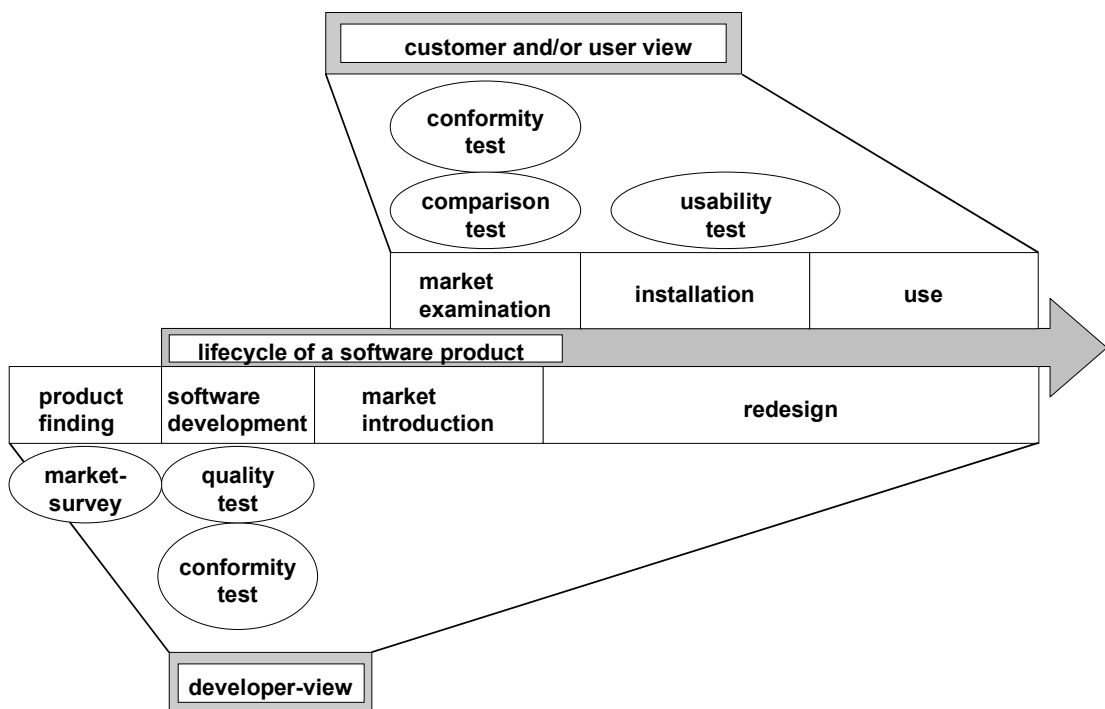 customer and/or user view
conformity
test
comparison
test
usability
test
market
examination
installation
use
lifecycle of a software product
product
finding
software
development
market
introduction
redesign
market-
survey
quality
test
conformity
test
developer-view